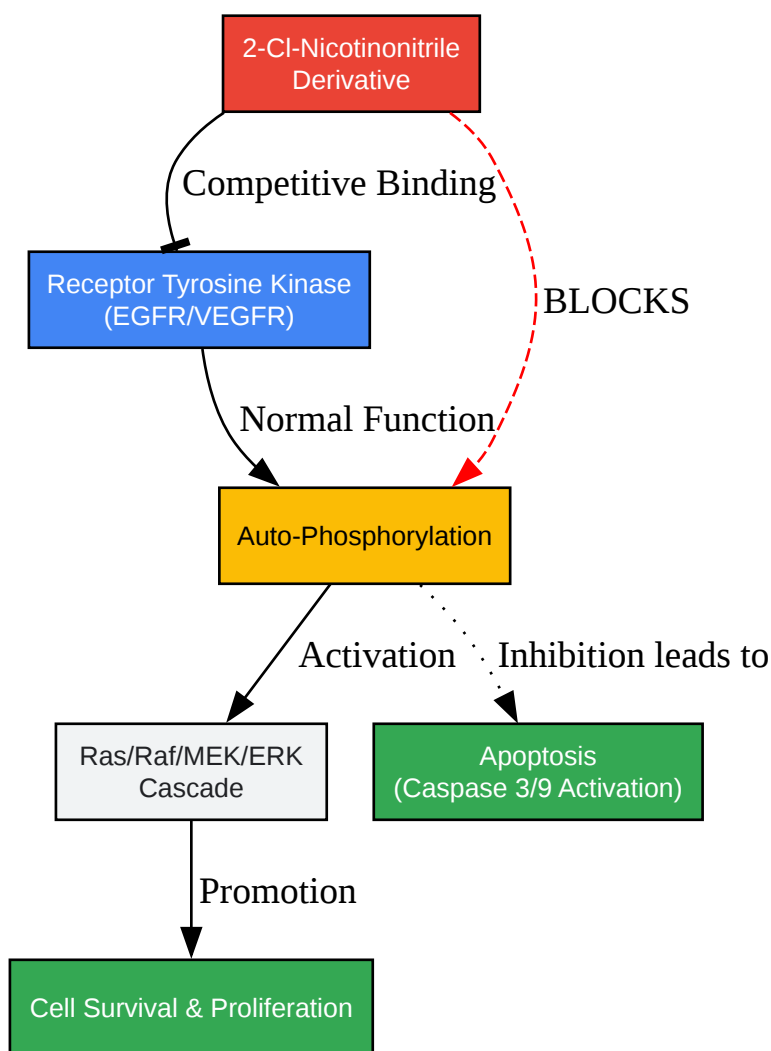 2-Cl-Nicotinonitrile
Derivative
Competitive Binding
Receptor Tyrosine Kinase
(EGFR/VEGFR)
BLOCKS
Normal Function
Auto-Phosphorylation
Activation
Inhibition leads to
Ras/Raf/MEK/ERK
Cascade
Apoptosis
(Caspase 3/9 Activation)
Promotion
Cell Survival & Proliferation